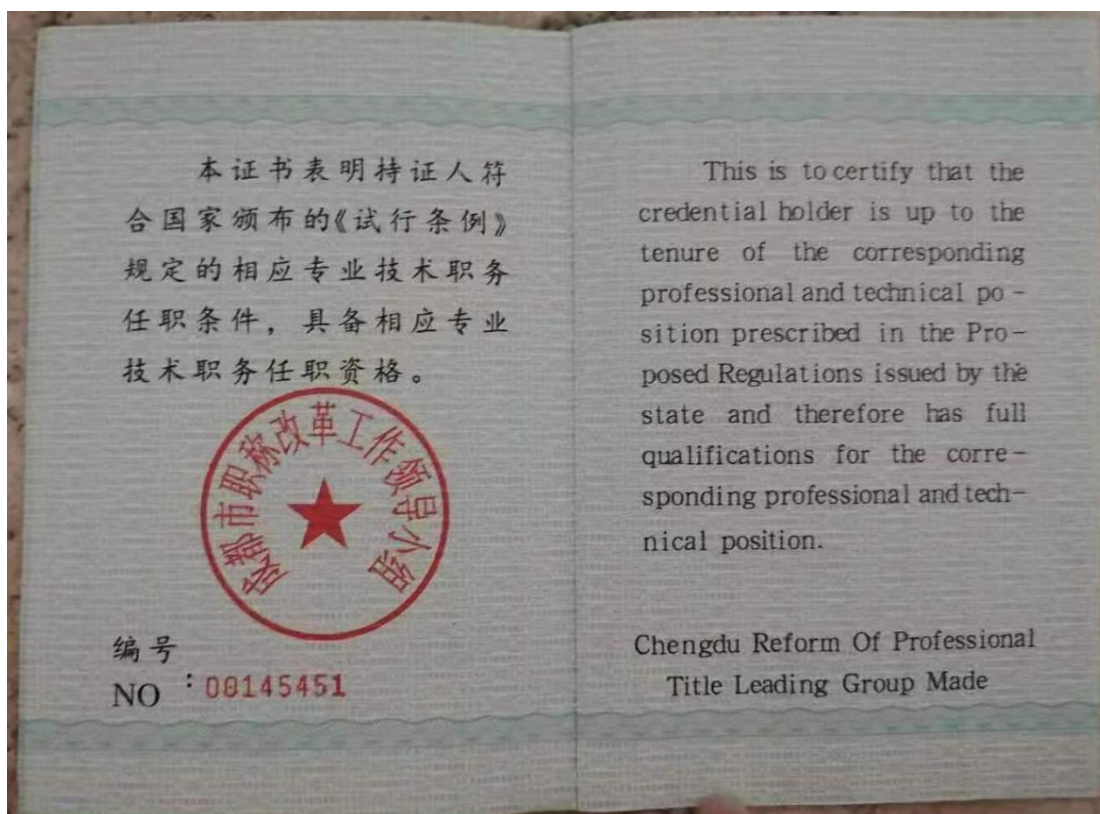 本证书表明持证人符
合国家颁布的《试行条例》
规定的相应专业技术职务
任职条件，具备相应专业
技术职务任职资格。
成都市职称改革工作领导小组
编号
NO：00145451
This is to certify that the
credential holder is up to the
tenure of the corresponding
professional and technical po-
sition prescribed in the Pro-
posed Regulations issued by the
state and therefore has full
qualifications for the corre-
sponding professional and tech-
nical position.
Chengdu Reform Of Professional
Title Leading Group Made